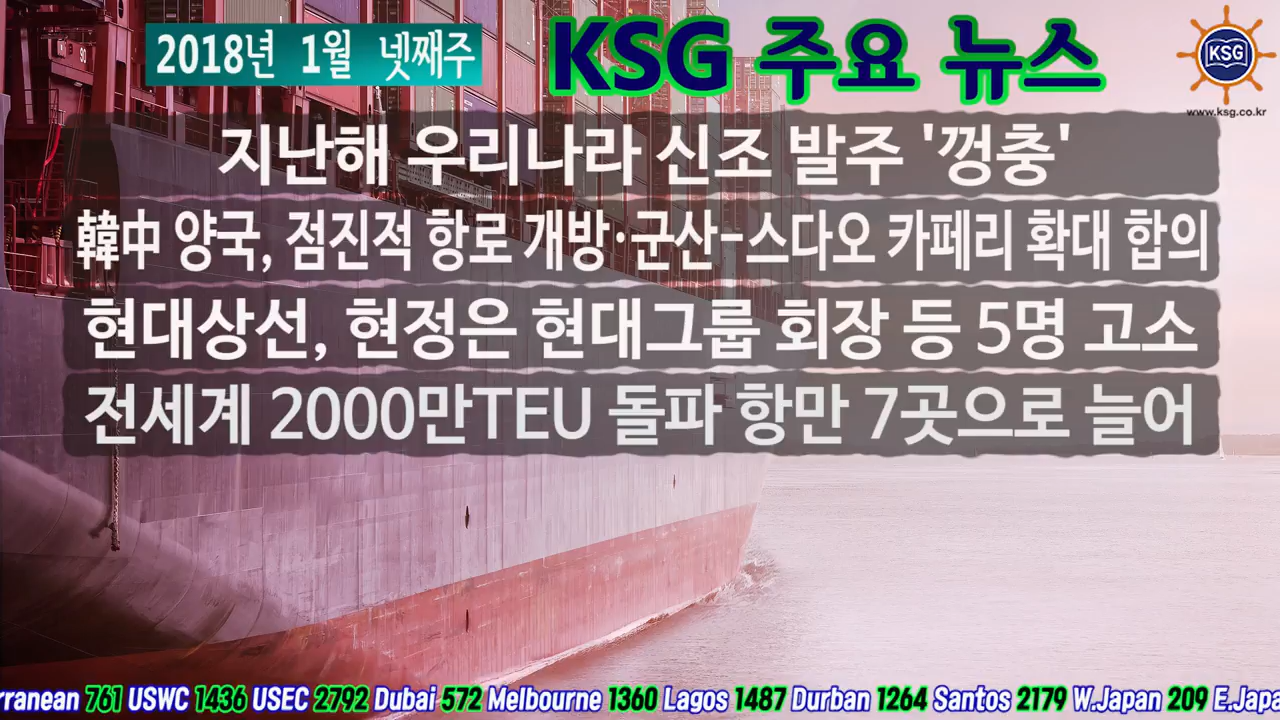 2018년 1월 넷째주
KSG 주요 뉴스
KSG
www.ksg.co.kr
지난해 우리나라 신조 발주 '껑충'
韓中 양국, 점진적 항로 개방·군산-스다오 카페리 확대 합의
현대상선, 현정은 현대그룹 회장 등 5명 고소
전세계 2000만TEU 돌파 항만 7곳으로 늘어
rranean 761 USWC 1436 USEC 2792 Dubai 572 Melbourne 1360 Lagos 1487 Durban 1264 Santos 2179 W.Japan 209 E.Japa